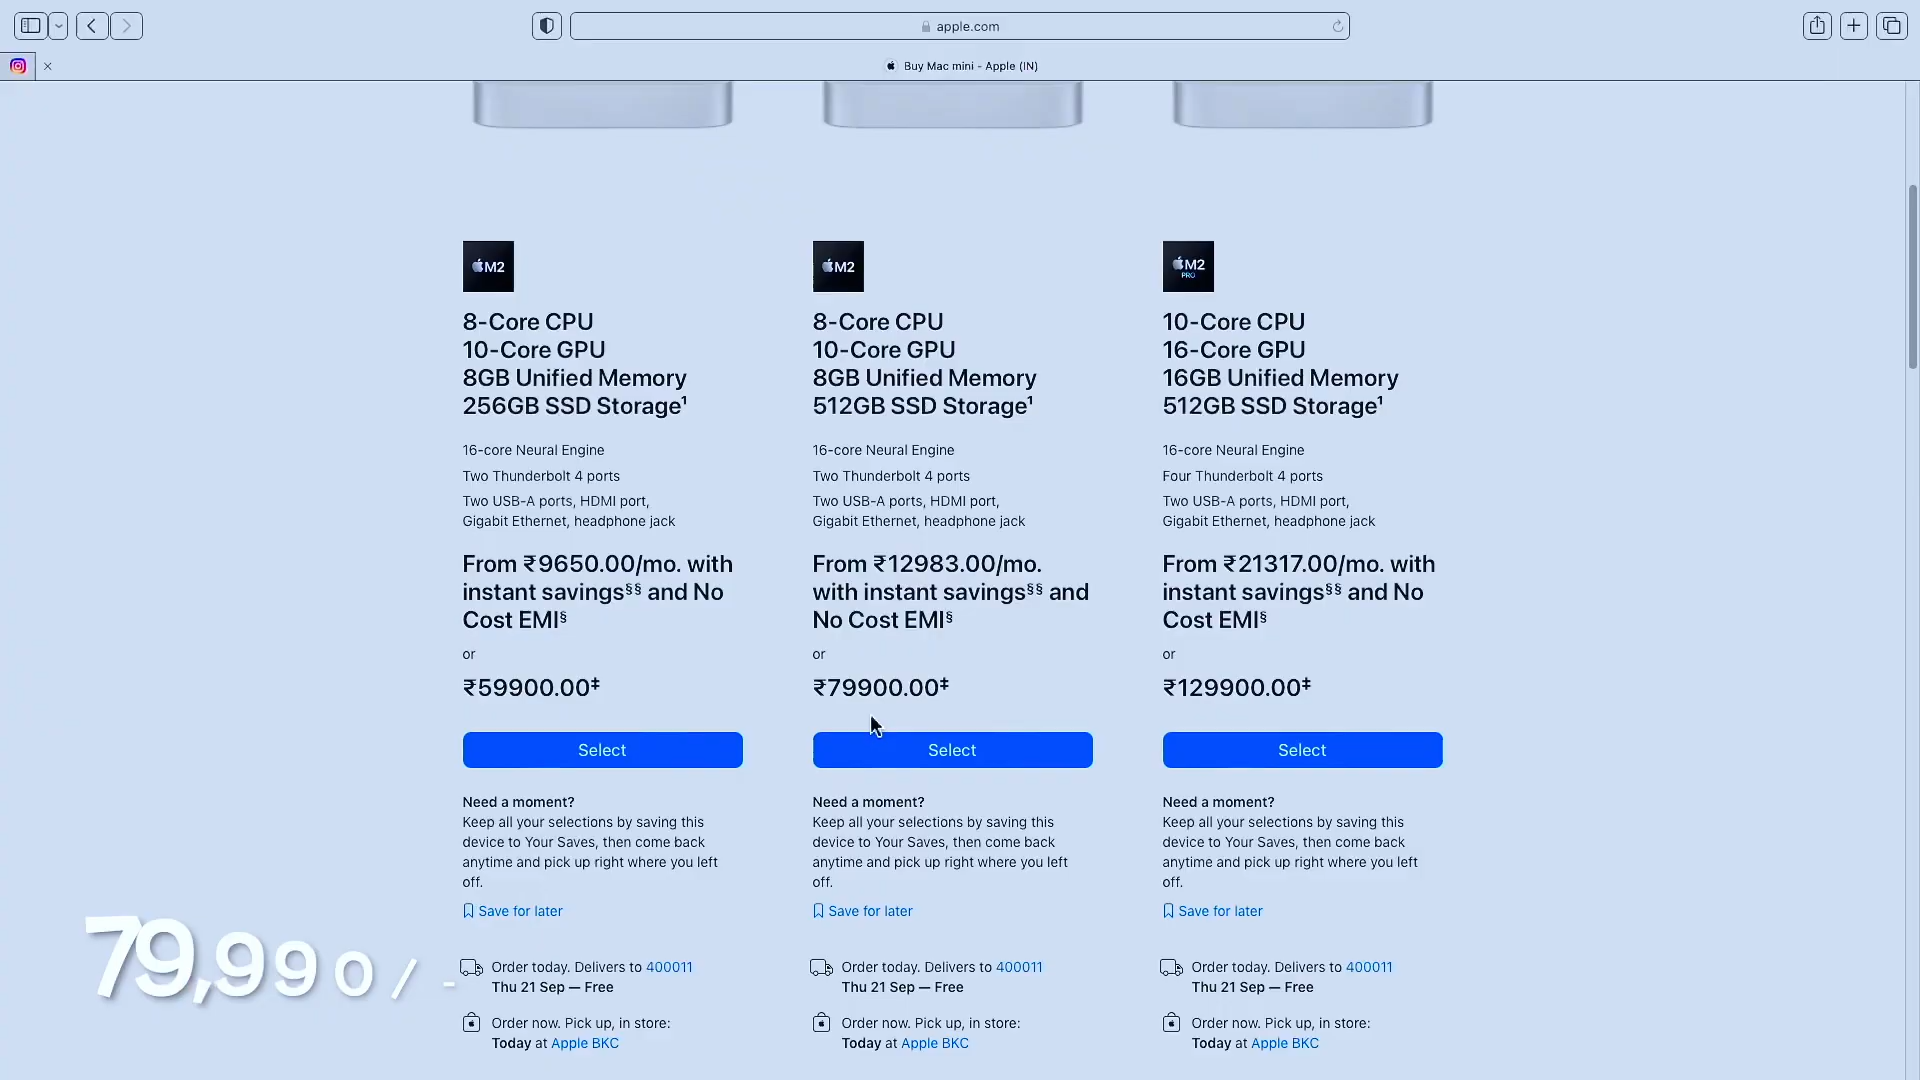 apple.com
Buy Mac mini - Apple (IN)
M2
8-Core CPU
10-Core GPU
8GB Unified Memory
256GB SSD Storage¹
16-core Neural Engine
Two Thunderbolt 4 ports
Two USB-A ports, HDMI port,
Gigabit Ethernet, headphone jack
From ₹9650.00/mo. with
instant savings§§ and No
Cost EMI§
or
₹59900.00‡
Select
Need a moment?
Keep all your selections by saving this
device to Your Saves, then come back
anytime and pick up right where you left
off.
Save for later
Order today. Delivers to 400011
Thu 21 Sep — Free
Order now. Pick up, in store:
Today at Apple BKC
M2
8-Core CPU
10-Core GPU
8GB Unified Memory
512GB SSD Storage¹
16-core Neural Engine
Two Thunderbolt 4 ports
Two USB-A ports, HDMI port,
Gigabit Ethernet, headphone jack
From ₹12983.00/mo.
with instant savings§§ and
No Cost EMI§
or
₹79900.00‡
Select
Need a moment?
Keep all your selections by saving this
device to Your Saves, then come back
anytime and pick up right where you left
off.
Save for later
Order today. Delivers to 400011
Thu 21 Sep — Free
Order now. Pick up, in store:
Today at Apple BKC
M2
PRO
10-Core CPU
16-Core GPU
16GB Unified Memory
512GB SSD Storage¹
16-core Neural Engine
Four Thunderbolt 4 ports
Two USB-A ports, HDMI port,
Gigabit Ethernet, headphone jack
From ₹21317.00/mo. with
instant savings§§ and No
Cost EMI§
or
₹129900.00‡
Select
Need a moment?
Keep all your selections by saving this
device to Your Saves, then come back
anytime and pick up right where you left
off.
Save for later
Order today. Delivers to 400011
Thu 21 Sep — Free
Order now. Pick up, in store:
Today at Apple BKC
79,990/-